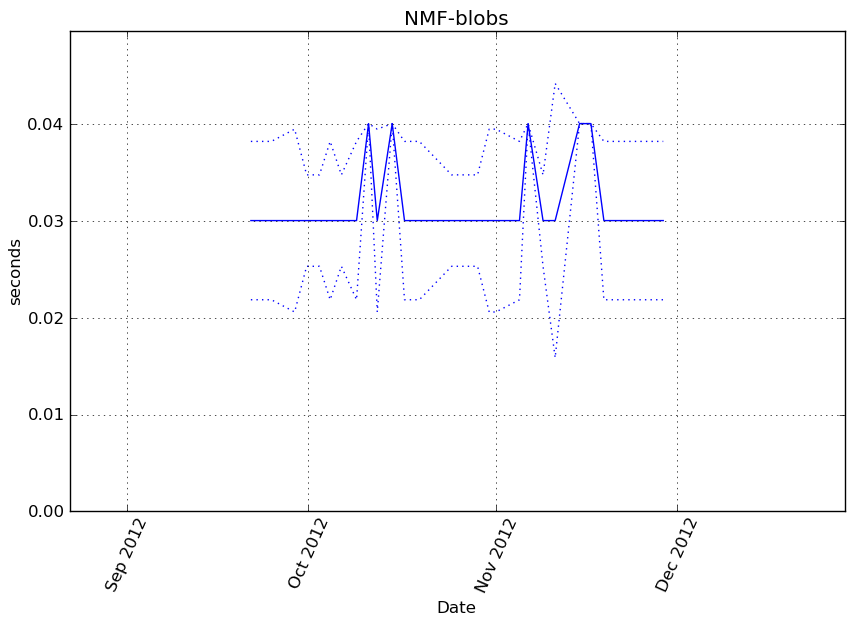 NMF-blobs
0.04
0.03
0.02
0.01
0.00
seconds
Sep 2012
Oct 2012
Nov 2012
Dec 2012
Date